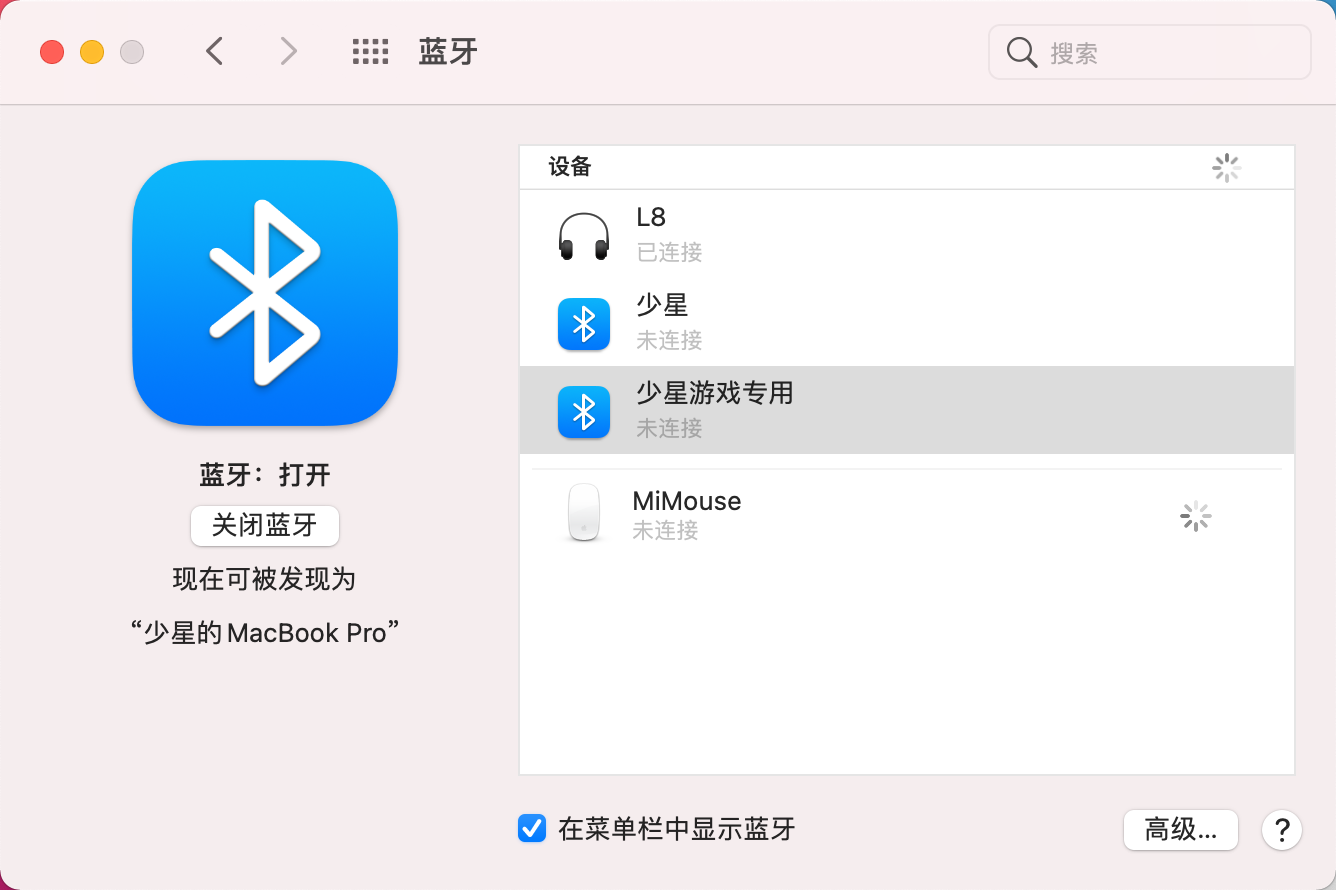 蓝牙
搜索
设备
L8
已连接
少星
未连接
少星游戏专用
未连接
MiMouse
未连接
蓝牙：打开
关闭蓝牙
现在可被发现为
“少星的MacBook Pro”
在菜单栏中显示蓝牙
高级...
?